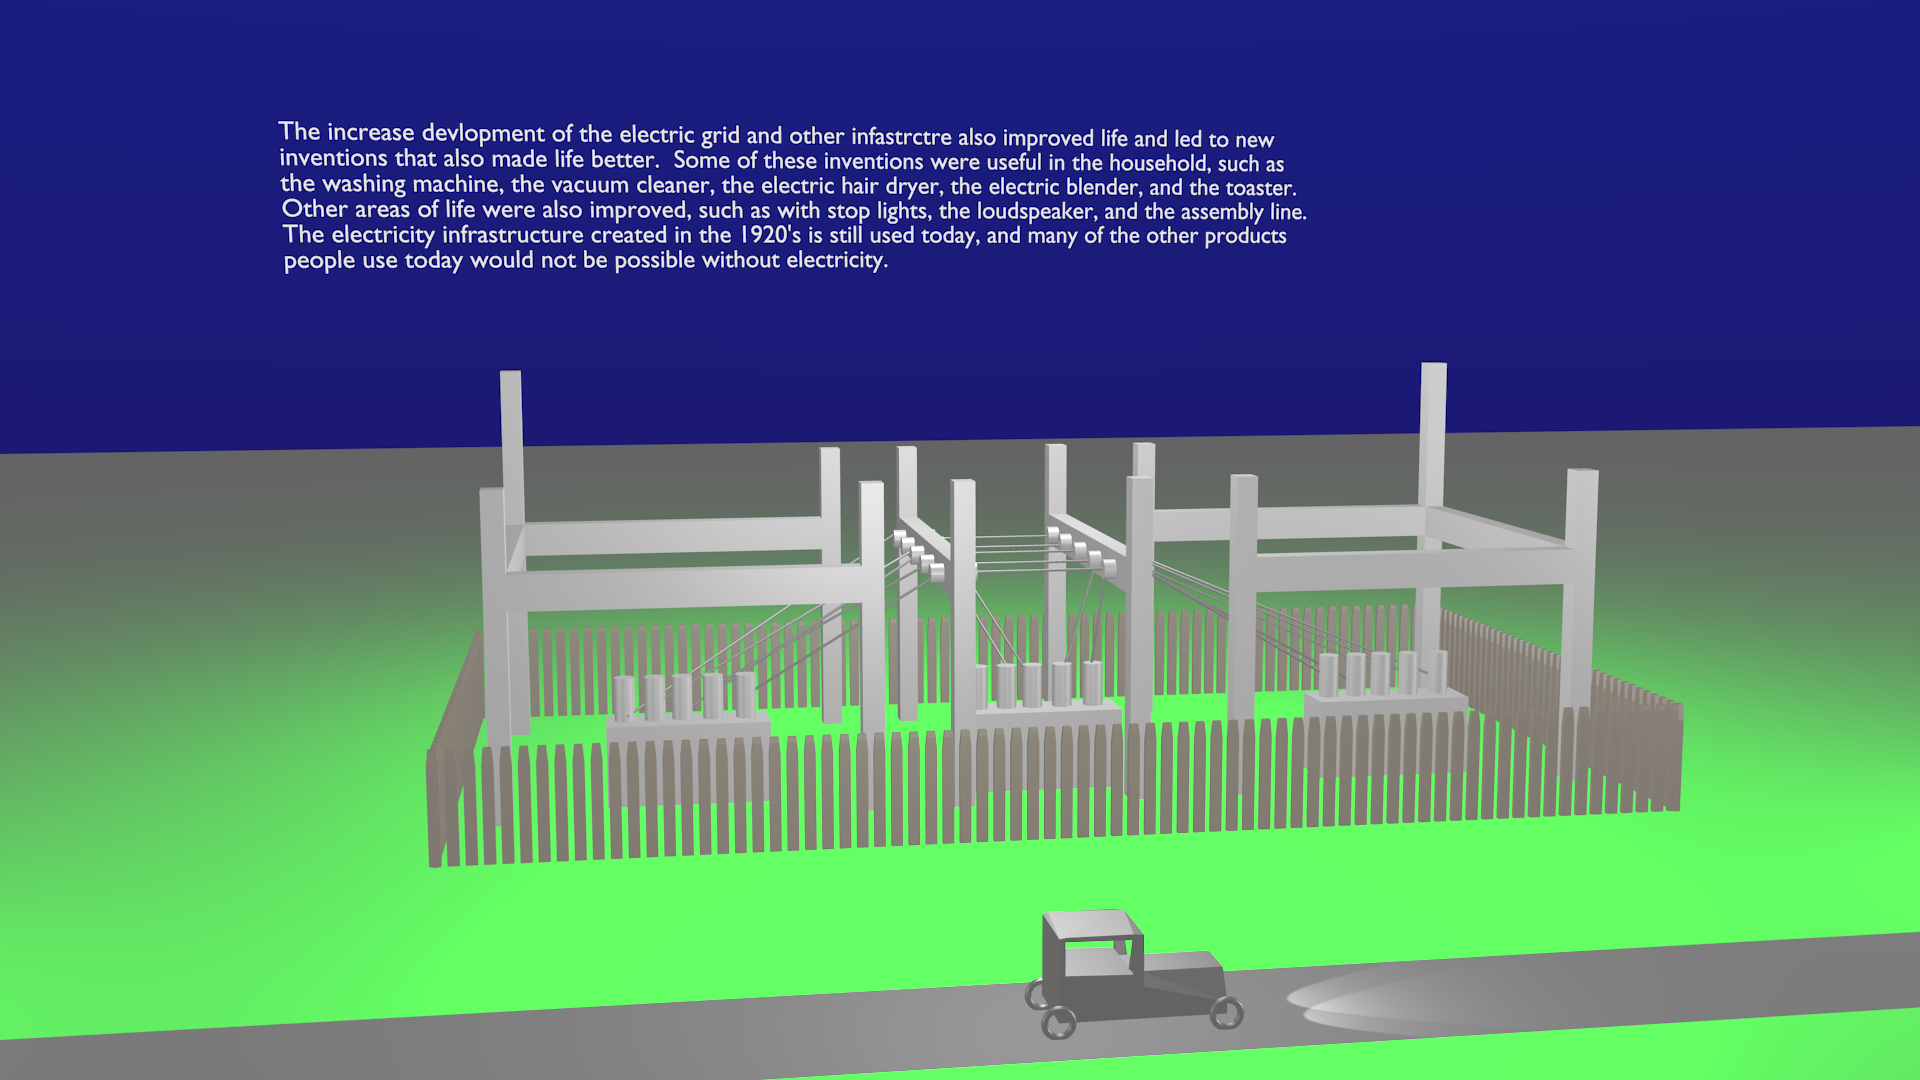 The increase devlopment of the electric grid and other infastrctre also improved life and led to new
inventions that also made life better.  Some of these inventions were useful in the household, such as
the washing machine, the vacuum cleaner, the electric hair dryer, the electric blender, and the toaster.
Other areas of life were also improved, such as with stop lights, the loudspeaker, and the assembly line.
The electricity infrastructure created in the 1920's is still used today, and many of the other products
people use today would not be possible without electricity.